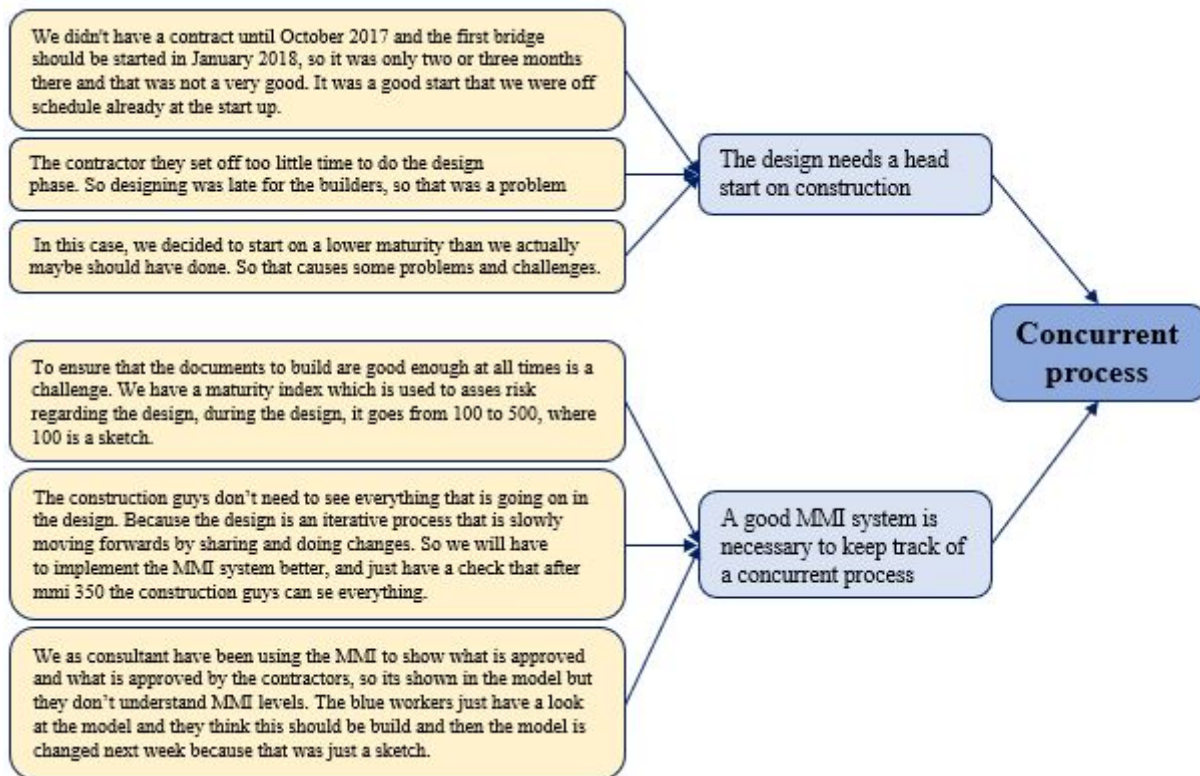 We didn't have a contract until October 2017 and the first bridge
should be started in January 2018, so it was only two or three months
there and that was not a very good. It was a good start that we were off
schedule already at the start up.
The contractor they set off too little time to do the design
phase. So designing was late for the builders, so that was a problem
In this case, we decided to start on a lower maturity than we actually
maybe should have done. So that causes some problems and challenges.
The design needs a head
start on construction
To ensure that the documents to build are good enough at all times is a
challenge. We have a maturity index which is used to asses risk
regarding the design, during the design, it goes from 100 to 500, where
100 is a sketch.
The construction guys don’t need to see everything that is going on in
the design. Because the design is an iterative process that is slowly
moving forwards by sharing and doing changes. So we will have
to implement the MMI system better, and just have a check that after
mmi 350 the construction guys can se everything.
We as consultant have been using the MMI to show what is approved
and what is approved by the contractors, so its shown in the model but
they don’t understand MMI levels. The blue workers just have a look
at the model and they think this should be build and then the model is
changed next week because that was just a sketch.
A good MMI system is
necessary to keep track of
a concurrent process
Concurrent
process